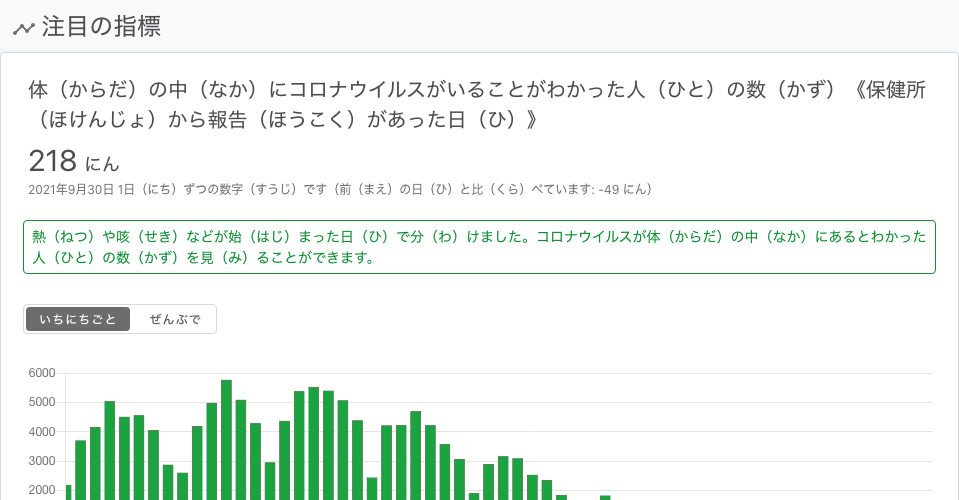 注目の指標
体（からだ）の中（なか）にコロナウイルスがいることがわかった人（ひと）の数（かず）《保健所
（ほけんじょ）から報告（ほうこく）があった日（ひ）》
218 にん
2021年9月30日 1日（にち）ずつの数字（すうじ）です（前（まえ）の日（ひ）と比（くら）べています: -49 にん）
熱（ねつ）や咳（せき）などが始（はじ）まった日（ひ）で分（わ）けました。コロナウイルスが体（からだ）の中（なか）にあるとわかった
人（ひと）の数（かず）を見（み）ることができます。
いちにちごと ぜんぶで
6000
5000
4000
3000
2000